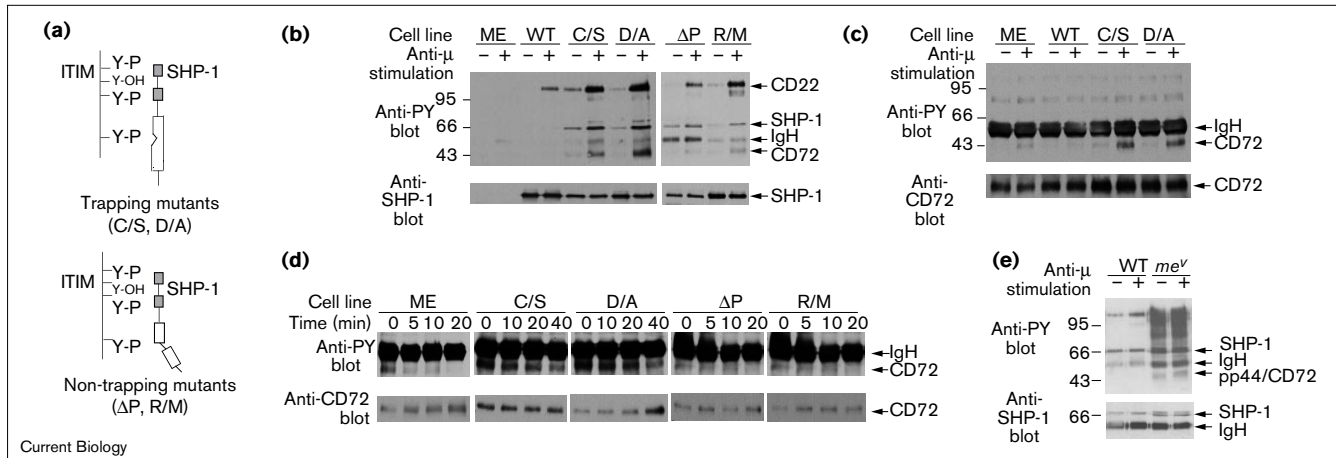 (a)
ITIM
Y-P
Y-OH
Y-P
SHP-1
Y-P
Trapping mutants
(C/S, D/A)
ITIM
Y-P
Y-OH
Y-P
SHP-1
Y-P
Non-trapping mutants
(ΔP, R/M)
Current Biology
(b)
Cell line ME WT C/S D/A ΔP R/M
Anti-μ stimulation – + – + – + – + – + – +
Anti-PY blot
95
66
43
CD22
SHP-1
IgH
CD72
Anti-SHP-1 blot
SHP-1
(c)
Cell line ME WT C/S D/A
Anti-μ stimulation – + – + – + – +
Anti-PY blot
95
66
43
IgH
CD72
Anti-CD72 blot
CD72
(d)
Cell line ME C/S D/A ΔP R/M
Time (min) 0 5 10 20 0 10 20 40 0 10 20 40 0 5 10 20 0 5 10 20
Anti-PY blot
IgH
CD72
Anti-CD72 blot
CD72
(e)
WT meᵛ
Anti-μ stimulation – + – +
Anti-PY blot
95
66
43
SHP-1
IgH
pp44/CD72
Anti-SHP-1 blot
66
SHP-1
IgH